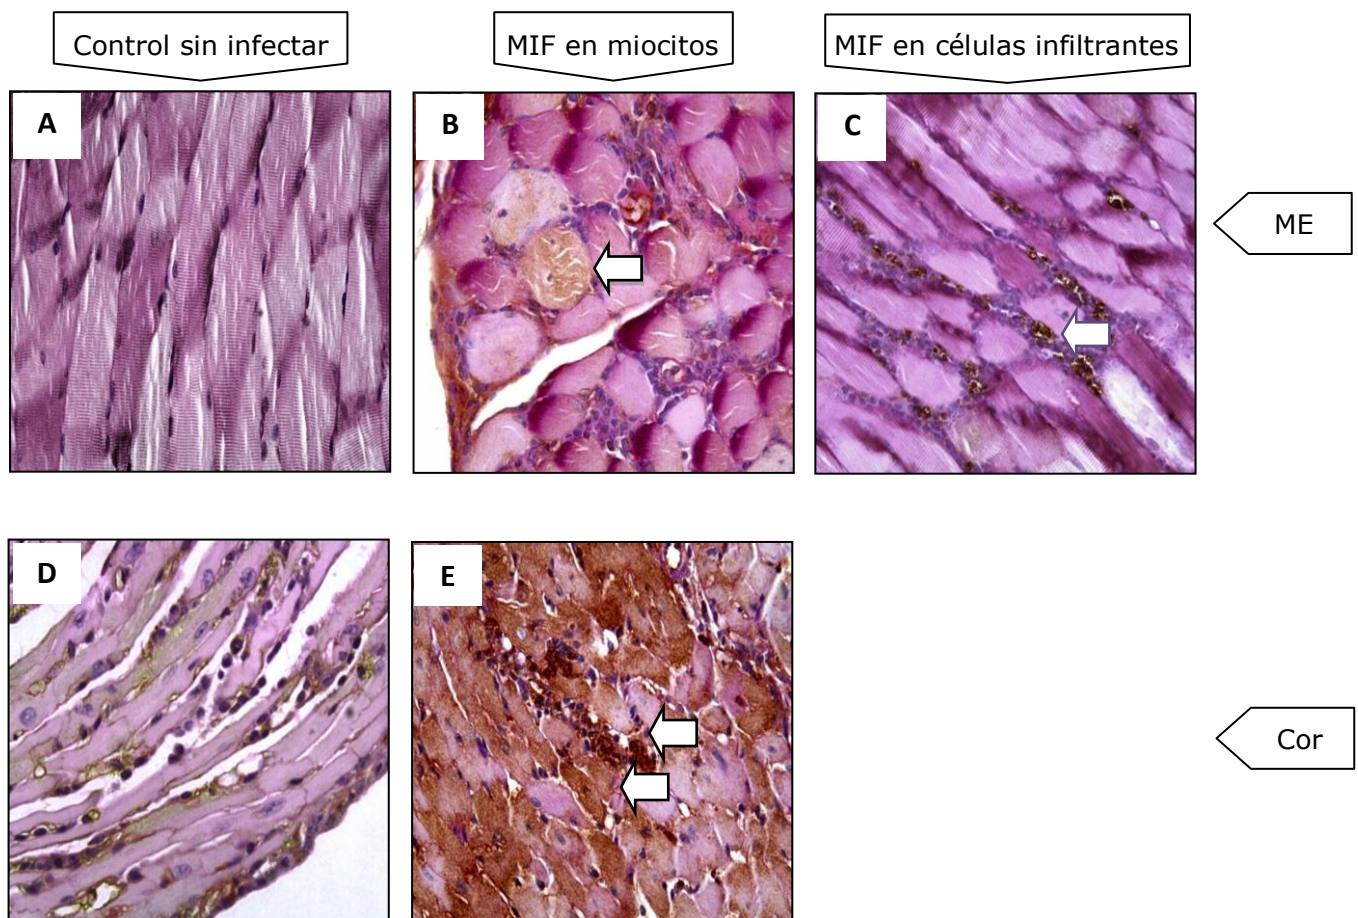 Control sin infectar
MIF en miocitos
MIF en células infiltrantes
A
B
C
ME
D
E
Cor